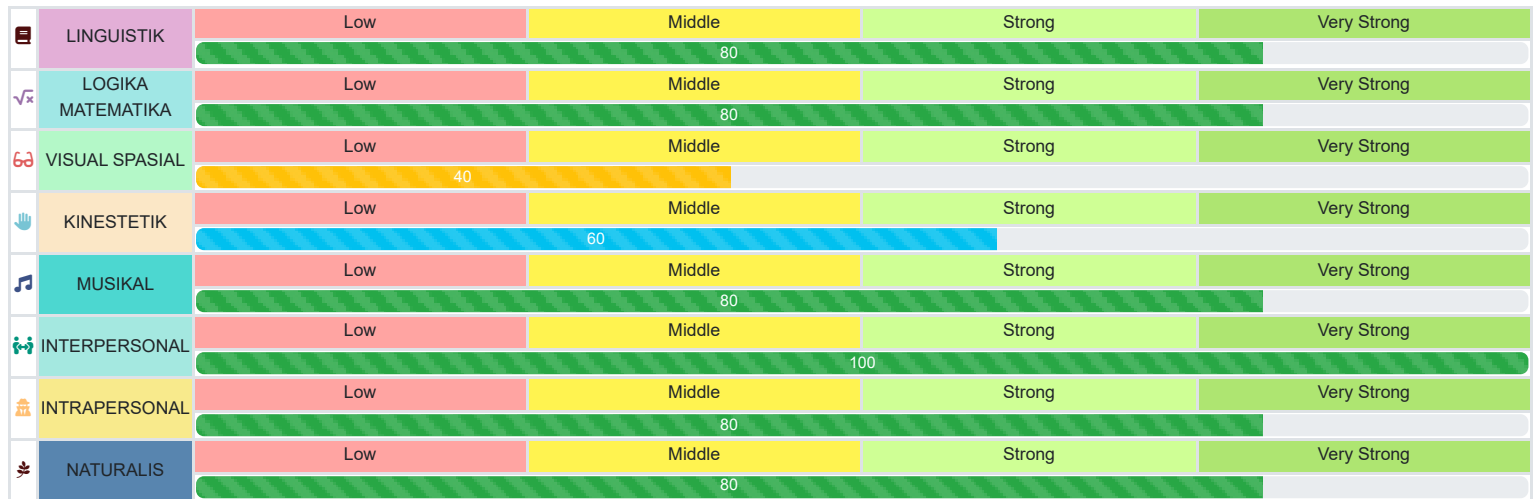 LINGUISTIK
Low Middle Strong Very Strong
80
LOGIKA
MATEMATIKA
Low Middle Strong Very Strong
80
VISUAL SPASIAL
Low Middle Strong Very Strong
40
KINESTETIK
Low Middle Strong Very Strong
60
MUSIKAL
Low Middle Strong Very Strong
80
INTERPERSONAL
Low Middle Strong Very Strong
100
INTRAPERSONAL
Low Middle Strong Very Strong
80
NATURALIS
Low Middle Strong Very Strong
80